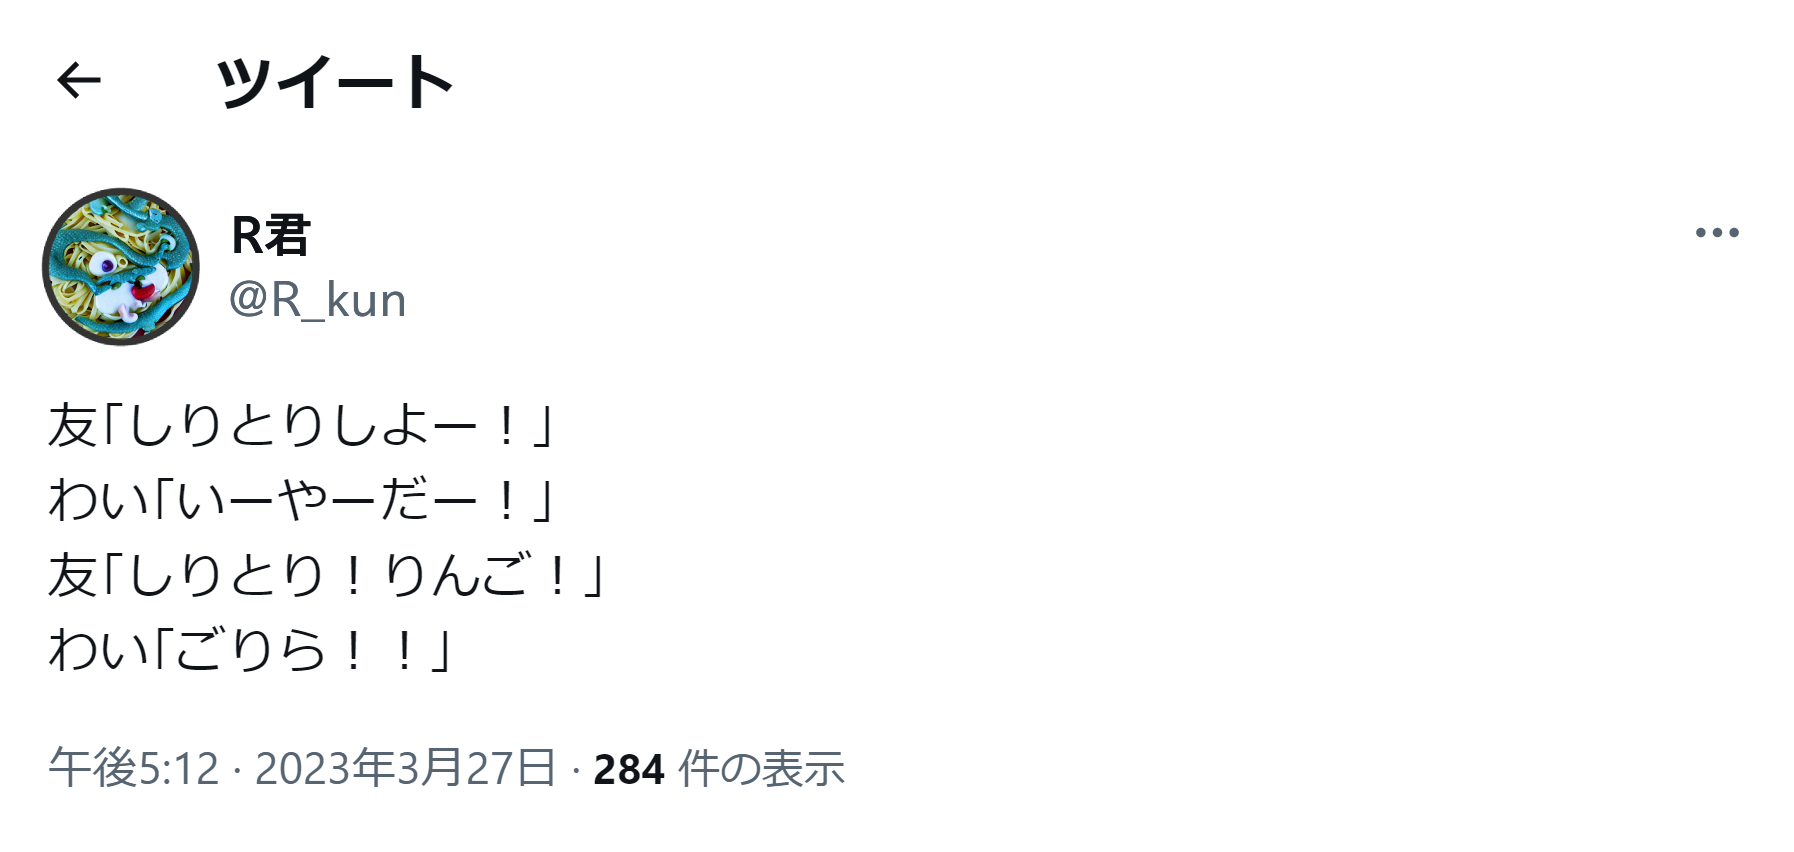 ツイート
R君
@R_kun
友「しりとりしよー！」
わい「いーやーだー！」
友「しりとり！りんご！」
わい「ごりら！！」
午後5:12 · 2023年3月27日 · 284 件の表示